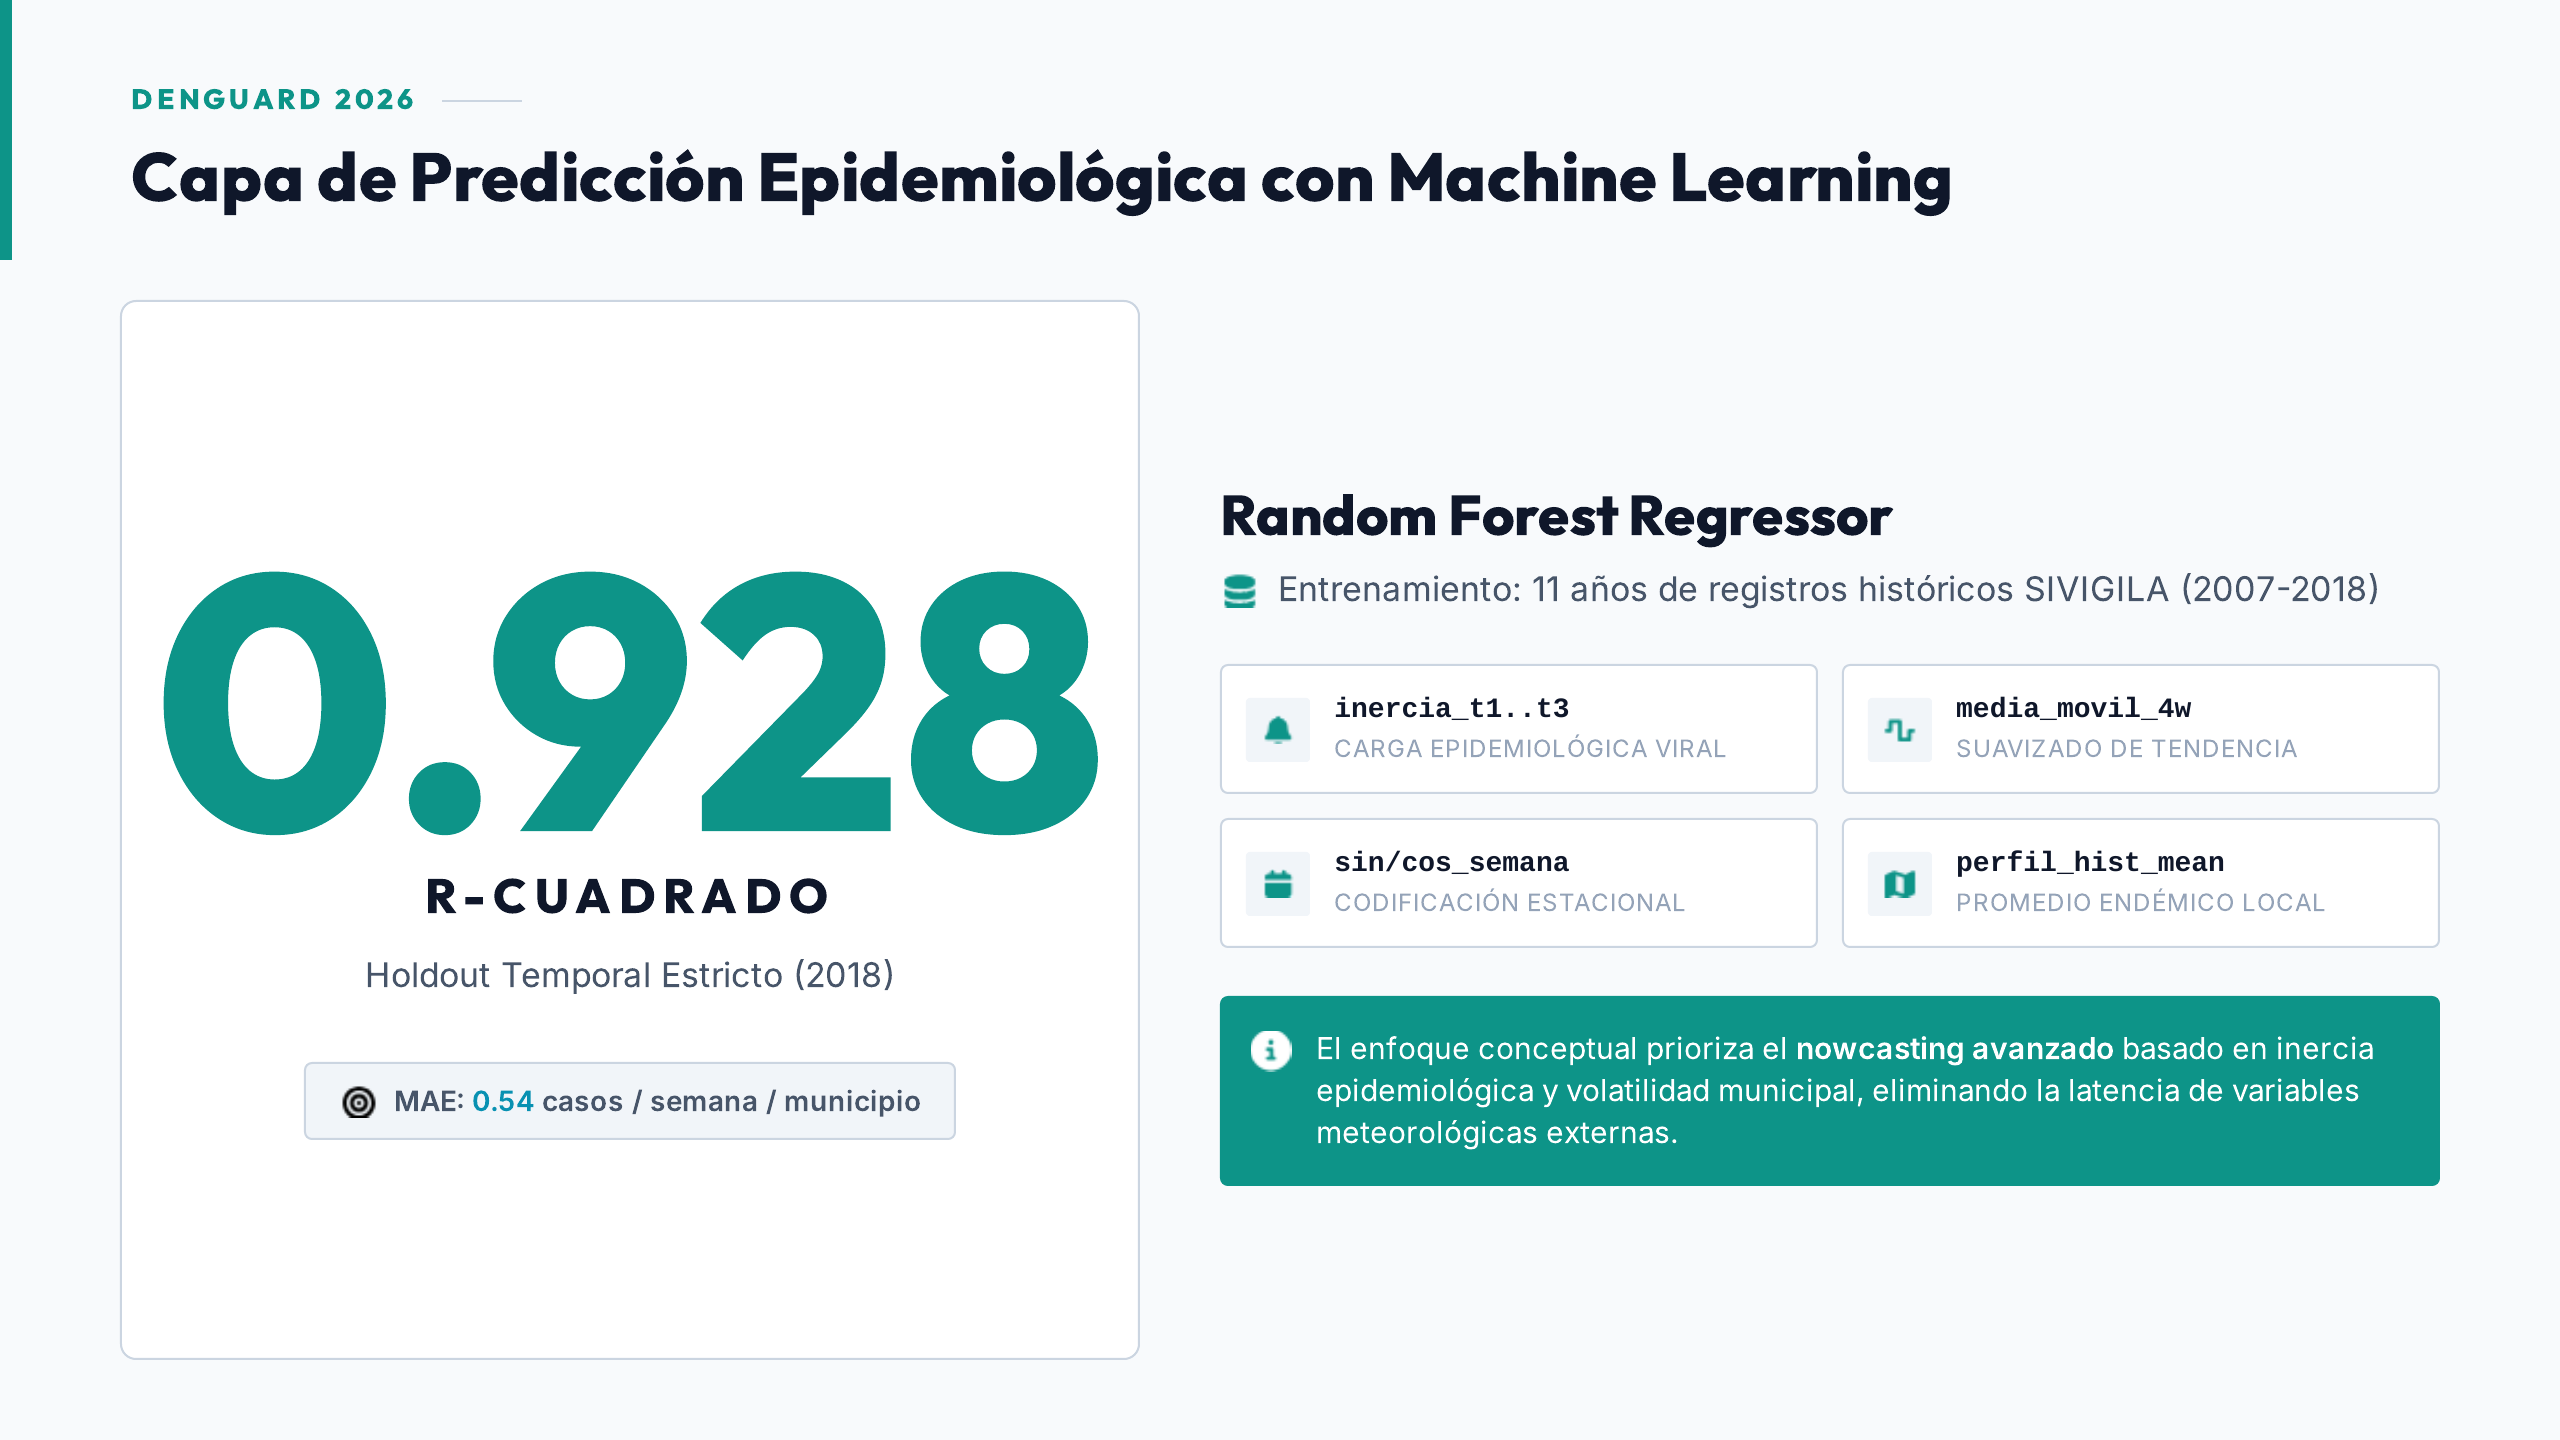 DENGUARD 2026
Capa de Predicción Epidemiológica con Machine Learning
0.928
R-CUADRADO
Holdout Temporal Estricto (2018)
MAE: 0.54 casos / semana / municipio
Random Forest Regressor
Entrenamiento: 11 años de registros históricos SIVIGILA (2007-2018)
inercia_t1..t3
CARGA EPIDEMIOLÓGICA VIRAL
media_movil_4w
SUAVIZADO DE TENDENCIA
sin/cos_semana
CODIFICACIÓN ESTACIONAL
perfil_hist_mean
PROMEDIO ENDÉMICO LOCAL
El enfoque conceptual prioriza el nowcasting avanzado basado en inercia
epidemiológica y volatilidad municipal, eliminando la latencia de variables
meteorológicas externas.